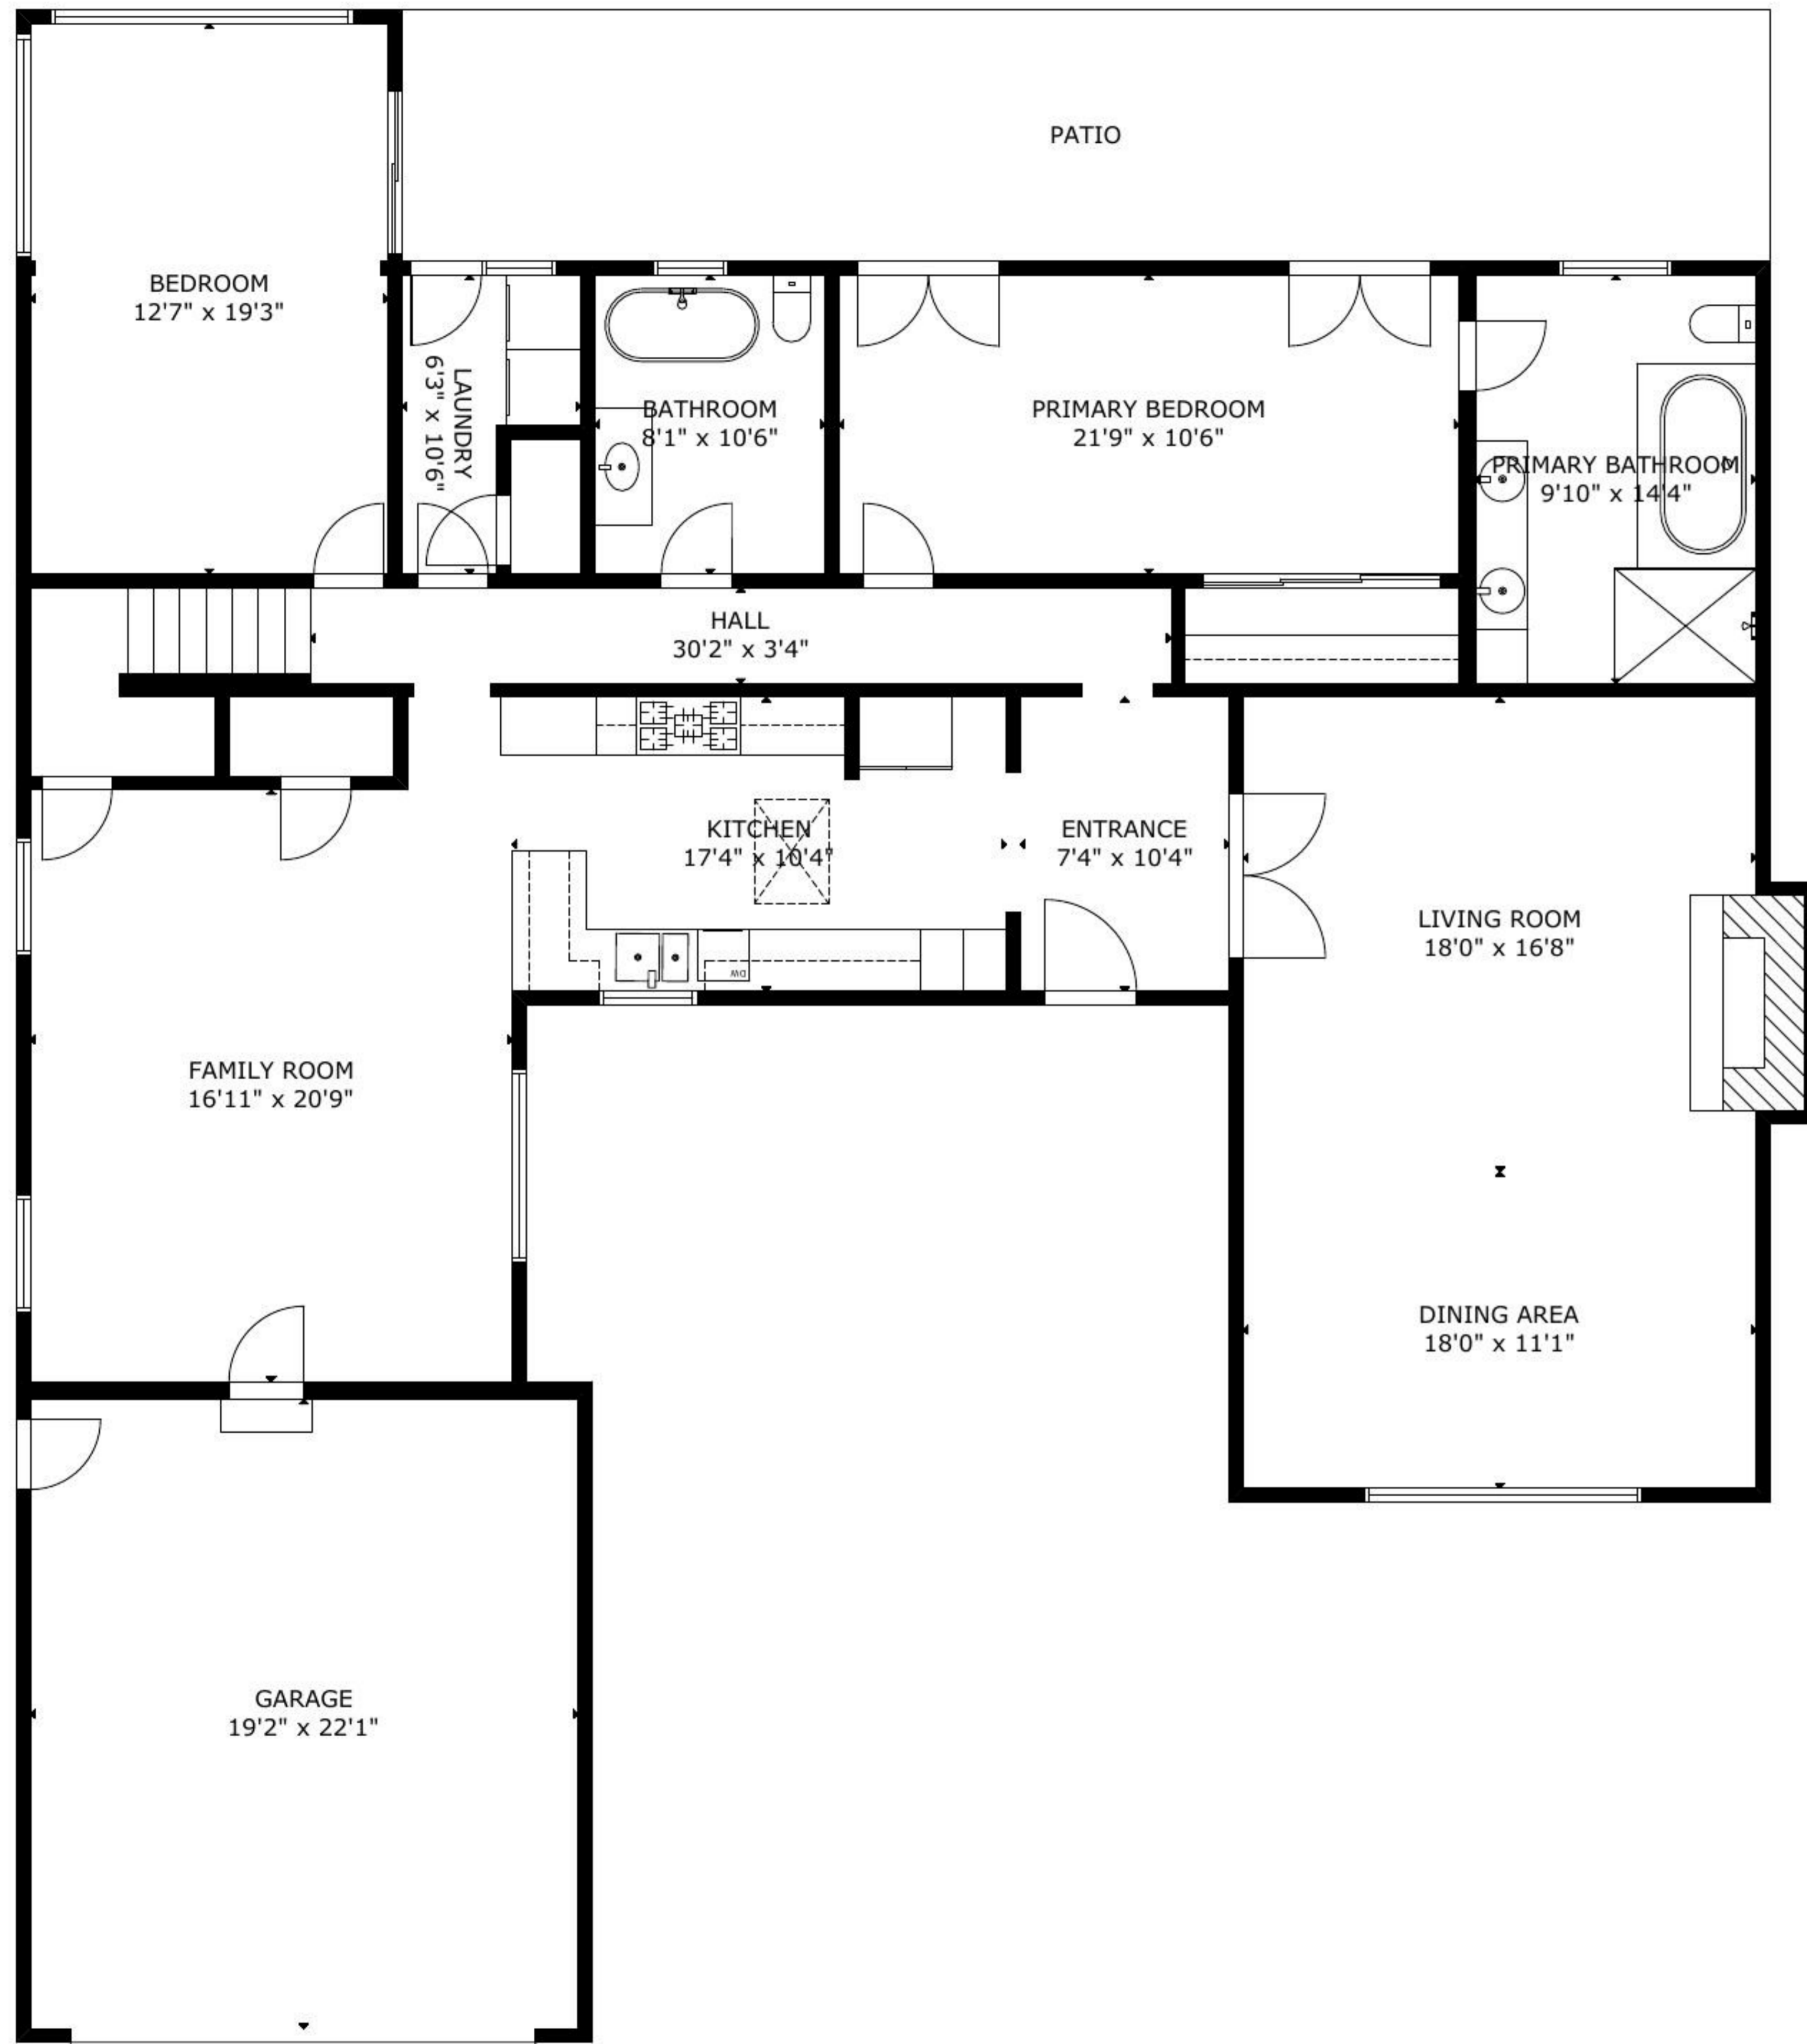 PATIO
BEDROOM
12'7" x 19'3"
LAUNDRY
6'3" x 10'6"
BATHROOM
8'1" x 10'6"
PRIMARY BEDROOM
21'9" x 10'6"
PRIMARY BATHROOM
9'10" x 14'4"
HALL
30'2" x 3'4"
KITCHEN
17'4" x 10'4"
ENTRANCE
7'4" x 10'4"
LIVING ROOM
18'0" x 16'8"
DW
FAMILY ROOM
16'11" x 20'9"
DINING AREA
18'0" x 11'1"
GARAGE
19'2" x 22'1"